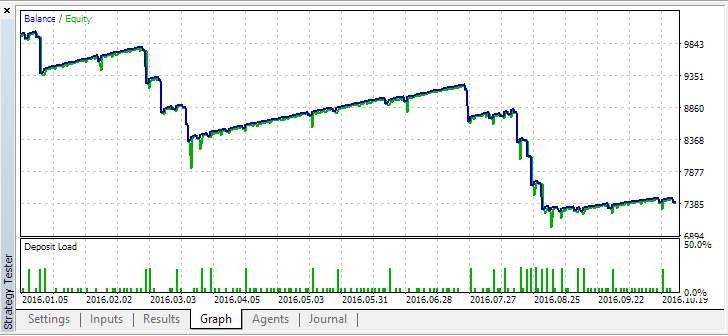 Balance / Equity
9843
9351
8860
8368
7877
7385
6894
Deposit Load
50.0%
0.0%
2016.01.05 2016.02.02 2016.03.03 2016.04.05 2016.05.03 2016.05.31 2016.06.28 2016.07.27 2016.08.25 2016.09.22 2016.10.19
Strategy Tester
Settings Inputs Results Graph Agents Journal